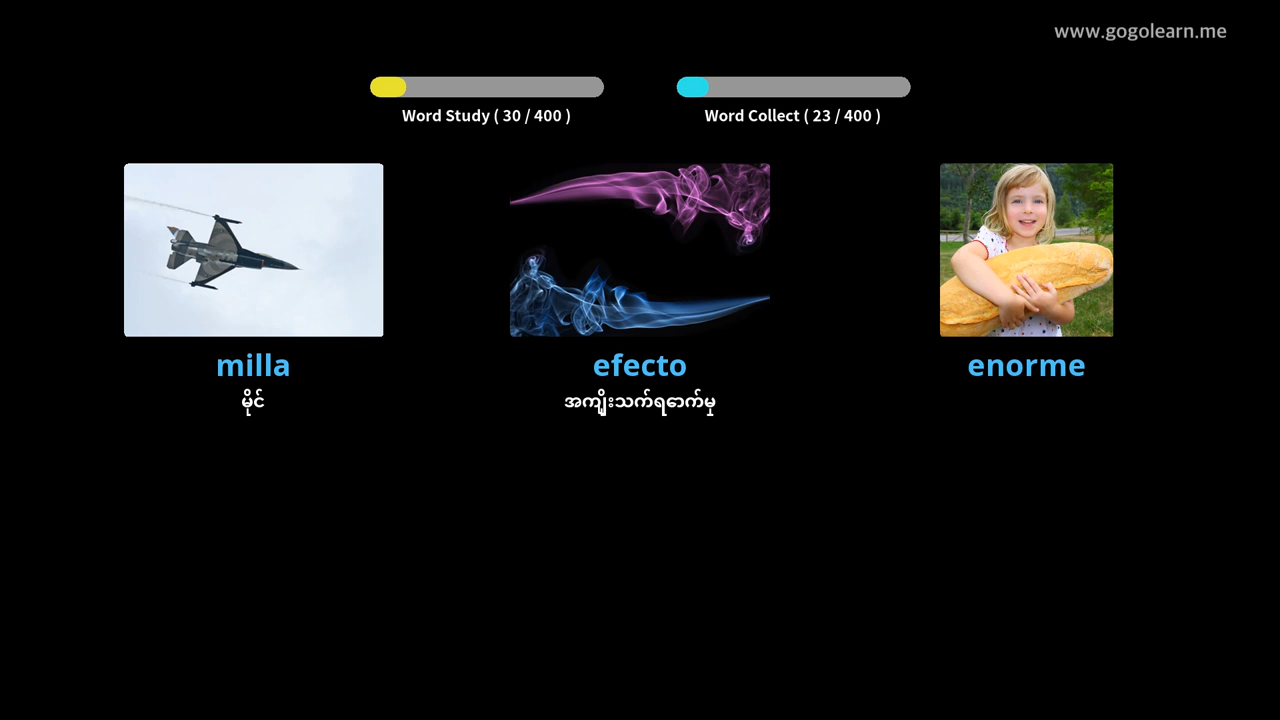 www.gogolearn.me
Word Study ( 30 / 400 )
Word Collect ( 23 / 400 )
milla
efecto
enorme
မိုင်
အကျိုးသက်ရောက်မှု